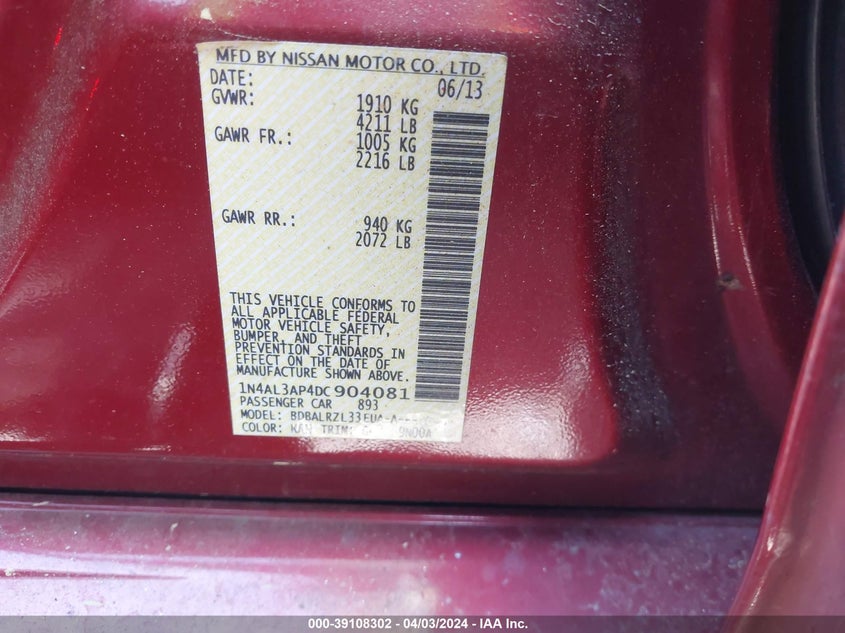 MFD BY NISSAN MOTOR CO., LTD.
DATE: 06/13
GVWR: 1910 KG
4211 LB
GAWR FR.: 1005 KG
2216 LB
GAWR RR.: 940 KG
2072 LB
THIS VEHICLE CONFORMS TO
ALL APPLICABLE FEDERAL
MOTOR VEHICLE SAFETY,
BUMPER, AND THEFT
PREVENTION STANDARDS IN
EFFECT ON THE DATE OF
MANUFACTURE SHOWN ABOVE.
1N4AL3AP4DC904081
PASSENGER CAR 893
MODEL: BDBALRZL33EUA-A-
COLOR: TRIM:
000-39108302 - 04/03/2024 - IAA Inc.